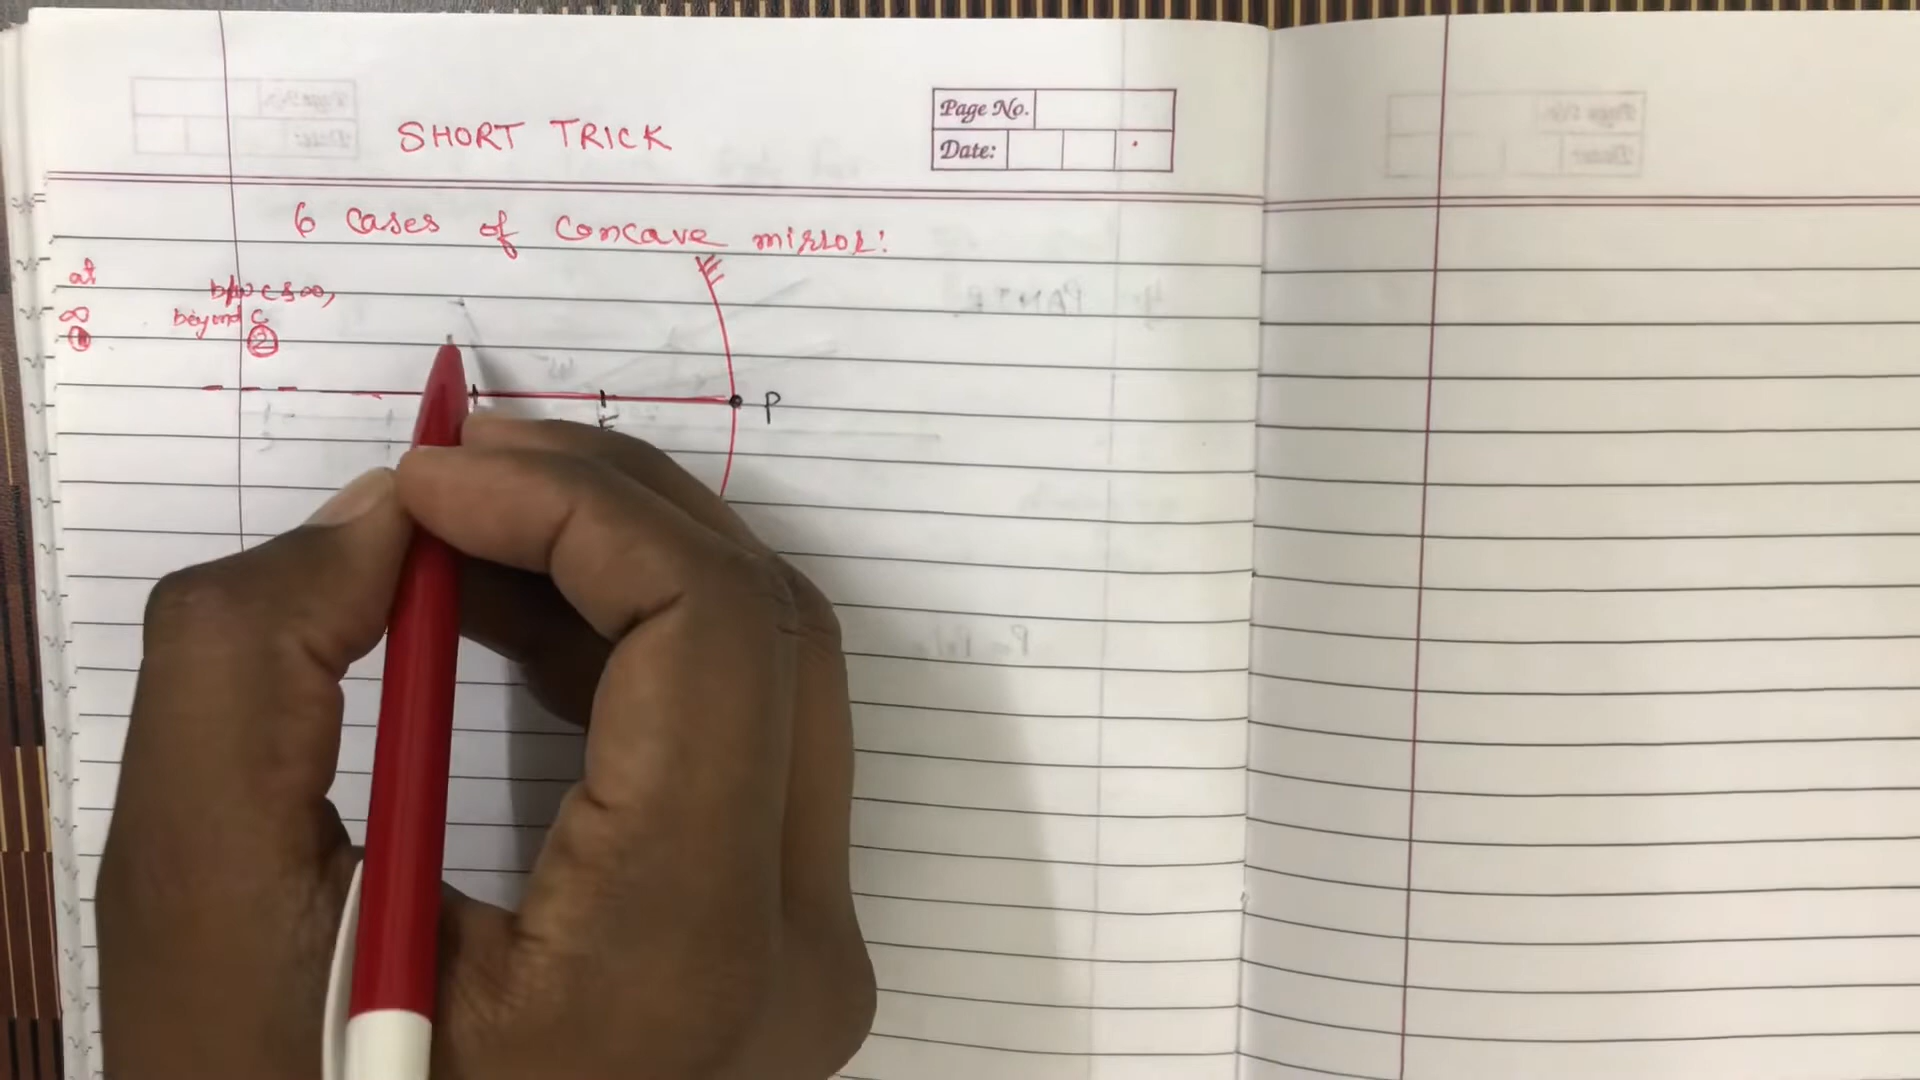 Page No.
SHORT TRICK
Date:
6 cases of concave mirror:
at
b/w c & ∞,
∞
beyond C
1
2
P
F